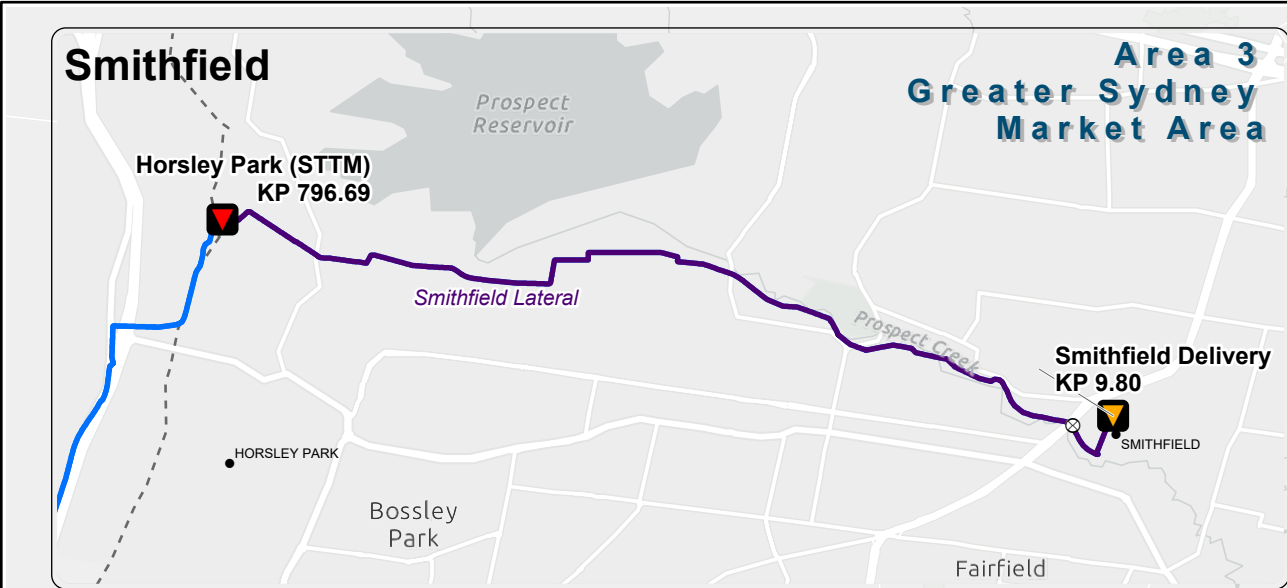 Smithfield
Area 3
Greater Sydney
Market Area
Prospect
Reservoir
Horsley Park (STTM)
KP 796.69
Smithfield Lateral
Prospect Creek
Smithfield Delivery
KP 9.80
SMITHFIELD
HORSLEY PARK
Bossley
Park
Fairfield